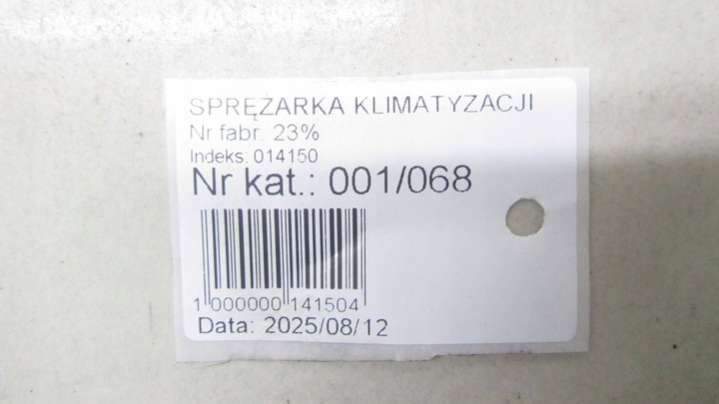 SPRĘŻARKA KLIMATYZACJI
Nr fabr. 23%
Indeks: 014150
Nr kat.: 001/068
1 000000 141504
Data: 2025/08/12